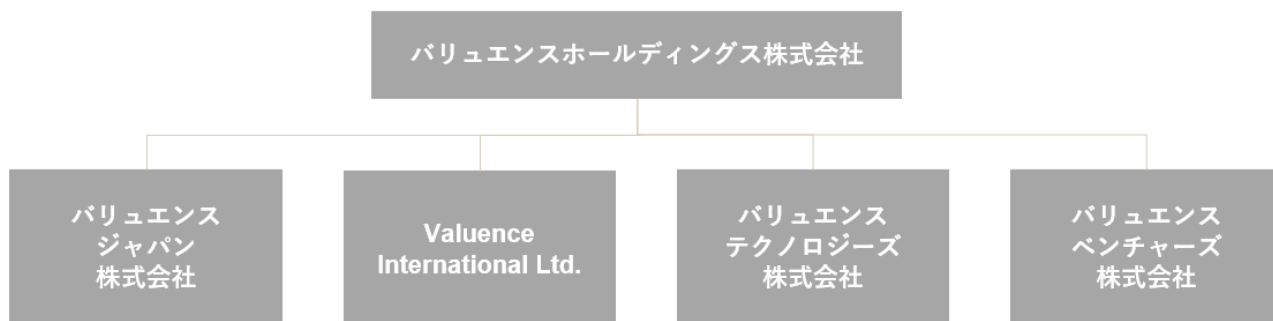 バリュエンスホールディングス株式会社
バリュエンス
ジャパン
株式会社
Valuence
International Ltd.
バリュエンス
テクノロジーズ
株式会社
バリュエンス
ベンチャーズ
株式会社